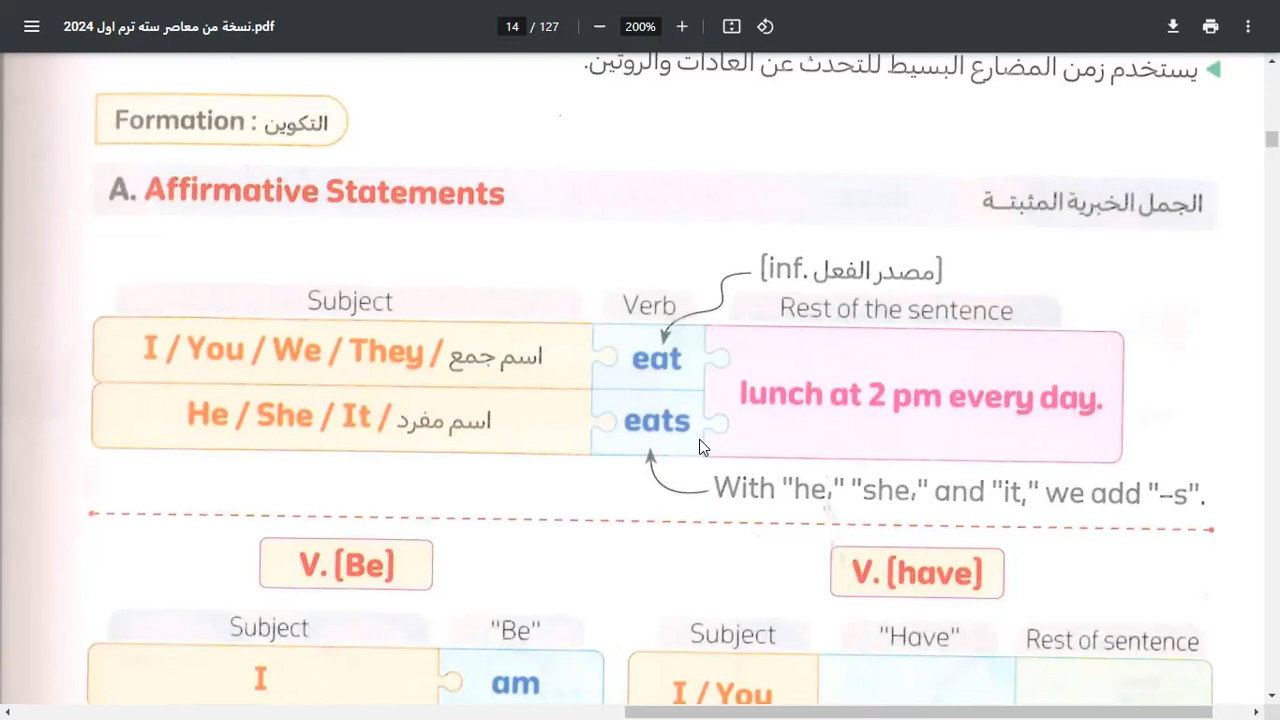 نسخة من معاصر سته ترم اول 2024.pdf
14 / 127
200%
يستخدم زمن المضارع البسيط للتحدث عن العادات والروتين.
Formation : التكوين
A. Affirmative Statements
الجمل الخبرية المثبتــة
[inf. مصدر الفعل]
Subject Verb Rest of the sentence
I / You / We / They / اسم جمع eat
lunch at 2 pm every day.
He / She / It / اسم مفرد eats
With "he," "she," and "it," we add "–s".
V. [Be] V. [have]
Subject "Be" Subject "Have" Rest of sentence
I am I / You